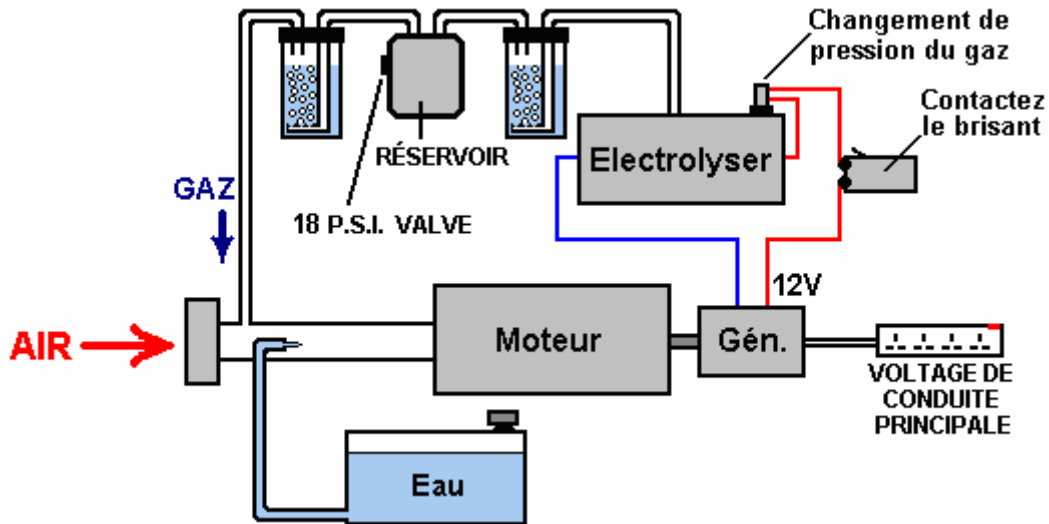 Changement de
pression du gaz
Contactez
le brisant
RÉSERVOIR
Electrolyser
GAZ
18 P.S.I. VALVE
12V
AIR
Moteur
Gén.
VOLTAGE DE
CONDUITE
PRINCIPALE
Eau